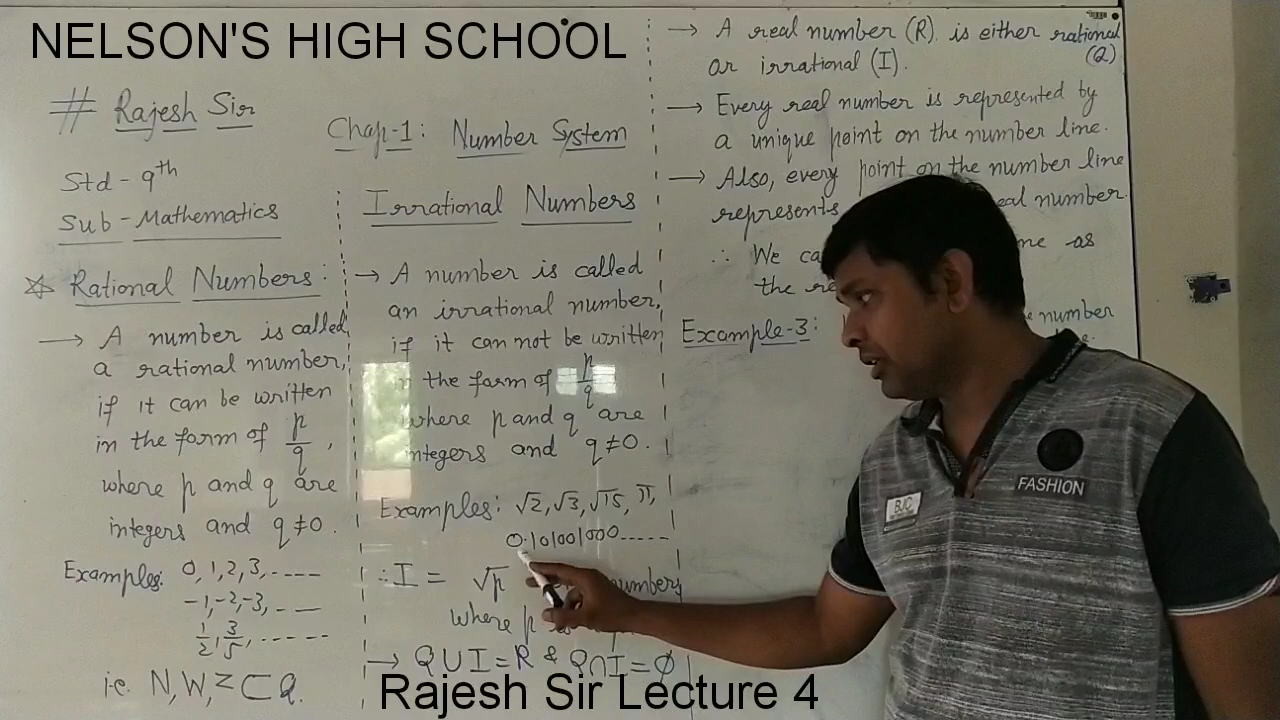 NELSON'S HIGH SCHOOL
# Rajesh Sir
Std - 9th
Sub - Mathematics
Chap-1: Number System
☆ Rational Numbers:
→ A number is called
a rational number,
if it can be written
in the form of p/q,
where p and q are
integers and q ≠ 0.
Examples: 0, 1, 2, 3, ----
-1, -2, -3, ---
1/2, 3/5, ------
i.e. N, W, Z ⊂ Q.
Irrational Numbers
→ A number is called
an irrational number,
if it can not be written
in the form of p/q
where p and q are
integers and q ≠ 0.
Examples: √2, √3, √15, π,
0.101001000-----
∴ I = √p number,
where p
→ Q ∪ I = R & Q ∩ I = ∅
→ A real number (R) is either rational
(Q)
or irrational (I).
→ Every real number is represented by
a unique point on the number line.
→ Also, every point on the number line
represents real number.
∴ We as
the
number
Example-3:
BJC
FASHION
Rajesh Sir Lecture 4